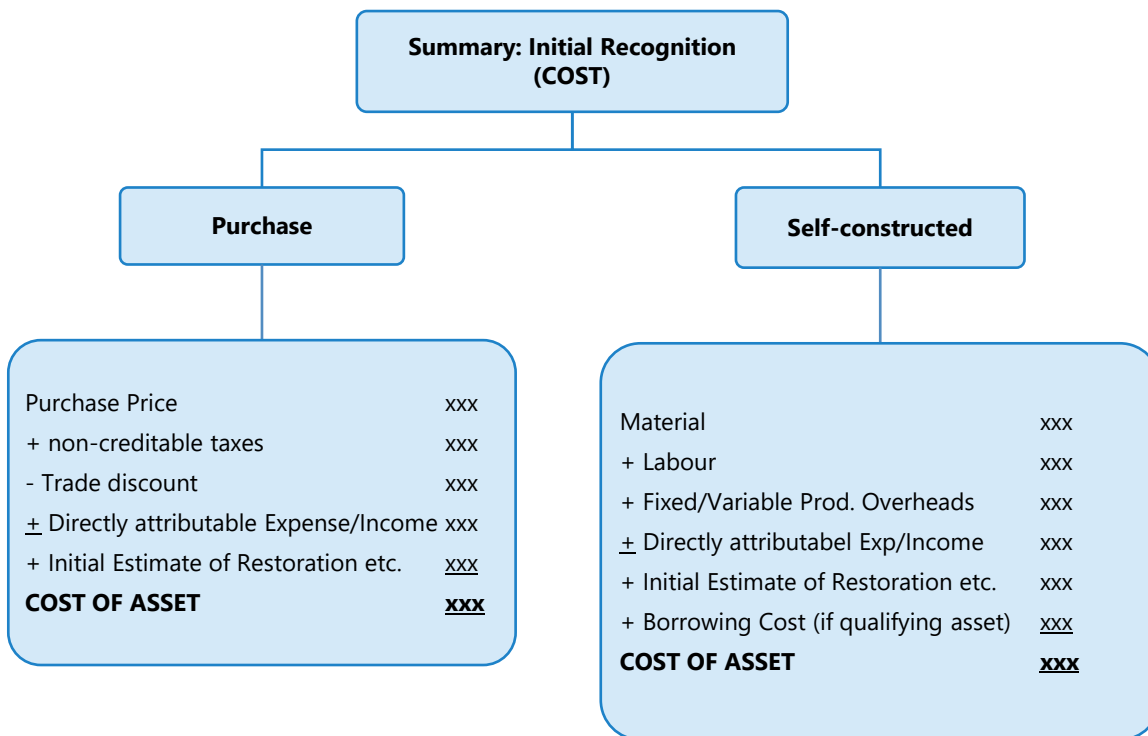 Summary: Initial Recognition
(COST)
Purchase
Self-constructed
Purchase Price xxx
+ non-creditable taxes xxx
- Trade discount xxx
+ Directly attributable Expense/Income xxx
+ Initial Estimate of Restoration etc. xxx
COST OF ASSET xxx
Material xxx
+ Labour xxx
+ Fixed/Variable Prod. Overheads xxx
+ Directly attributabel Exp/Income xxx
+ Initial Estimate of Restoration etc. xxx
+ Borrowing Cost (if qualifying asset) xxx
COST OF ASSET xxx